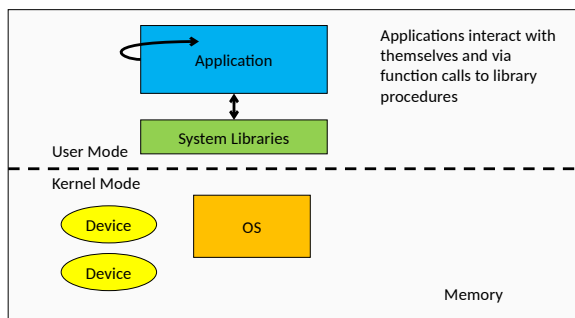 Applications interact with
themselves and via
function calls to library
procedures
Application
System Libraries
User Mode
Kernel Mode
Device
OS
Device
Memory